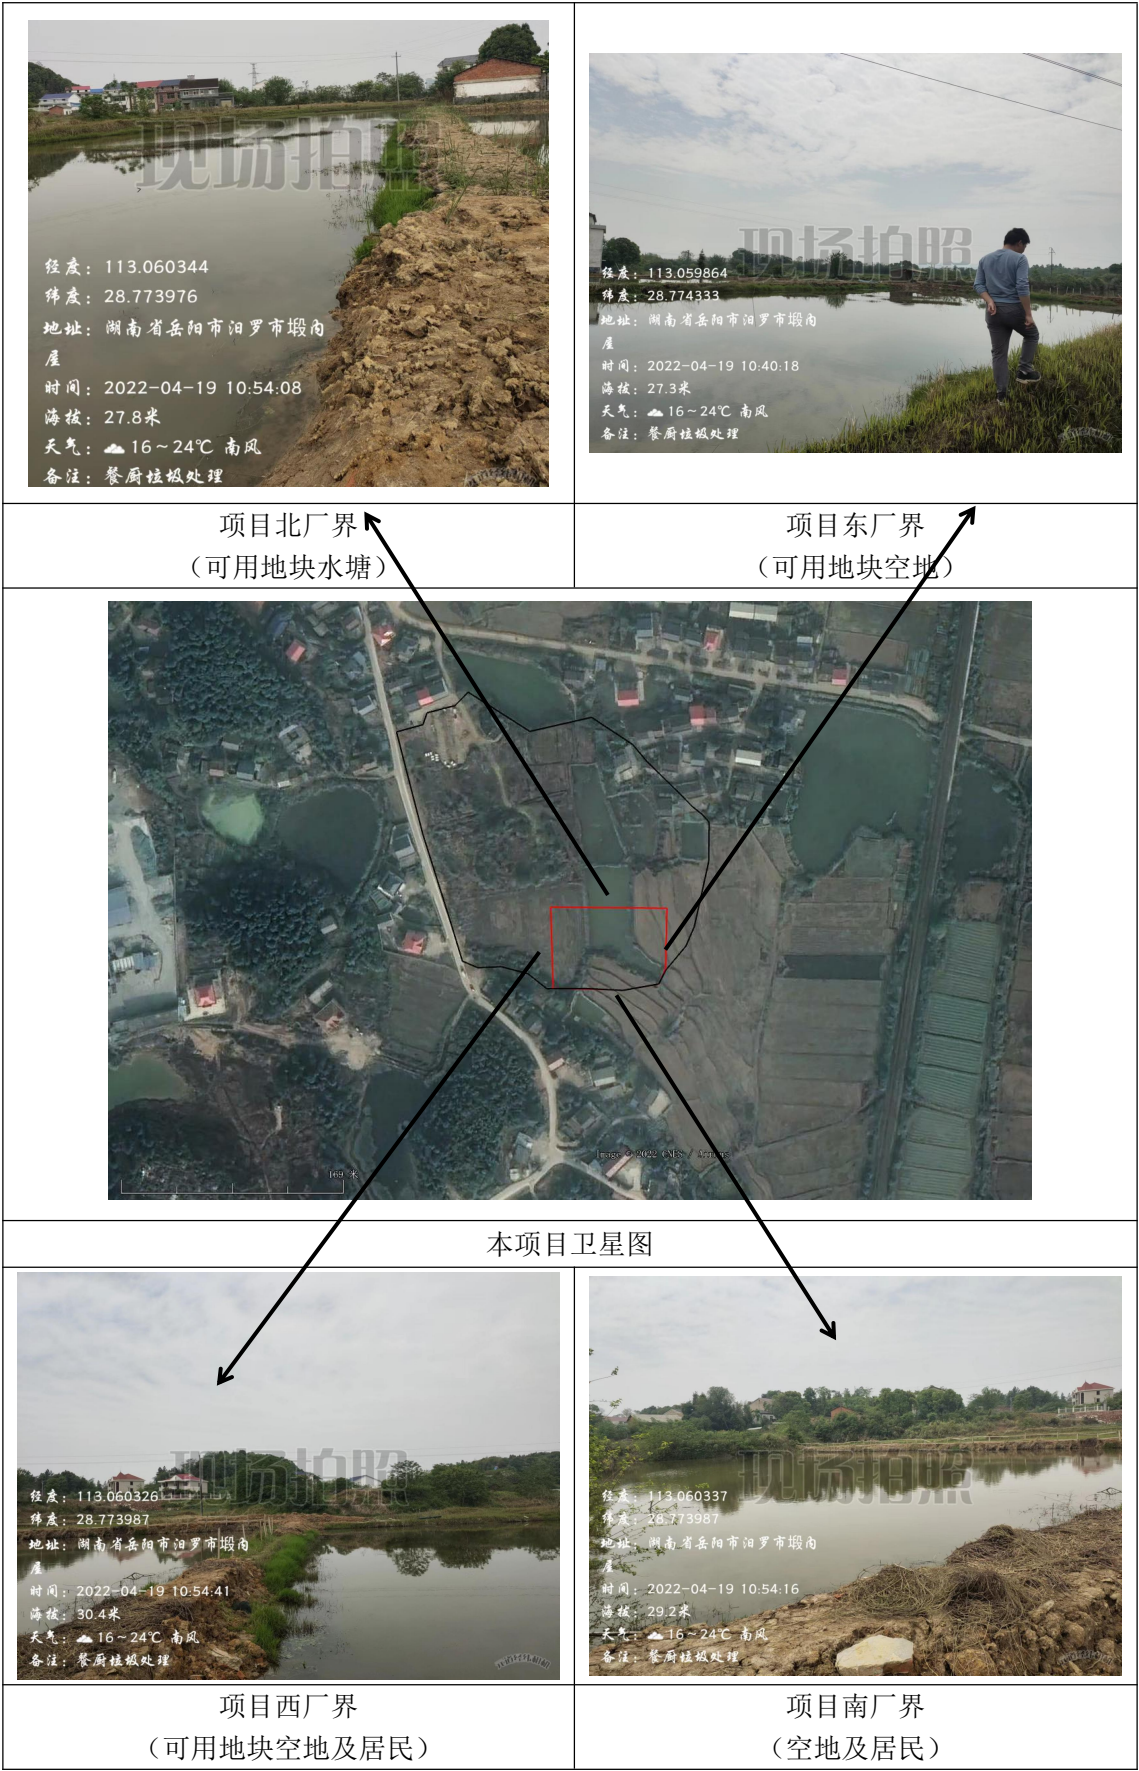 现场拍照
经度：113.060344
纬度：28.773976
地址：湖南省岳阳市汨罗市塅内
屋
时间：2022-04-19 10:54:08
海拔：27.8米
天气：☁16～24℃ 南风
备注：餐厨垃圾处理
现场拍照
经度：113.059864
纬度：28.774333
地址：湖南省岳阳市汨罗市塅内
屋
时间：2022-04-19 10:40:18
海拔：27.3米
天气：☁16～24℃ 南风
备注：餐厨垃圾处理
项目北厂界
（可用地块水塘）
项目东厂界
（可用地块空地）
Image © 2022 CNES / Airbus
169 米
本项目卫星图
现场拍照
经度：113.060326
纬度：28.773987
地址：湖南省岳阳市汨罗市塅内
屋
时间：2022-04-19 10:54:41
海拔：30.4米
天气：☁16～24℃ 南风
备注：餐厨垃圾处理
现场拍照
经度：113.060337
纬度：28.773987
地址：湖南省岳阳市汨罗市塅内
屋
时间：2022-04-19 10:54:16
海拔：29.2米
天气：☁16～24℃ 南风
备注：餐厨垃圾处理
项目西厂界
（可用地块空地及居民）
项目南厂界
（空地及居民）